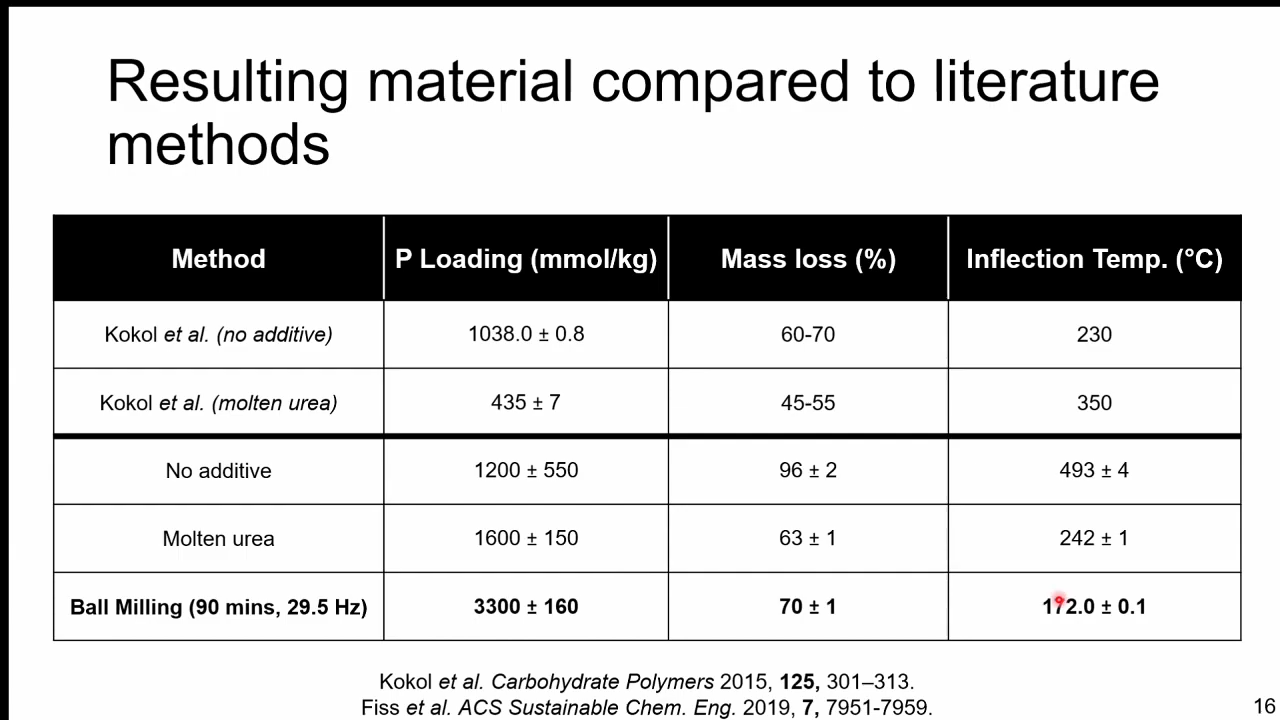 Resulting material compared to literature
methods
Method P Loading (mmol/kg) Mass loss (%) Inflection Temp. (°C)
Kokol et al. (no additive) 1038.0 ± 0.8 60-70 230
Kokol et al. (molten urea) 435 ± 7 45-55 350
No additive 1200 ± 550 96 ± 2 493 ± 4
Molten urea 1600 ± 150 63 ± 1 242 ± 1
Ball Milling (90 mins, 29.5 Hz) 3300 ± 160 70 ± 1 172.0 ± 0.1
Kokol et al. Carbohydrate Polymers 2015, 125, 301–313.
Fiss et al. ACS Sustainable Chem. Eng. 2019, 7, 7951-7959.
16